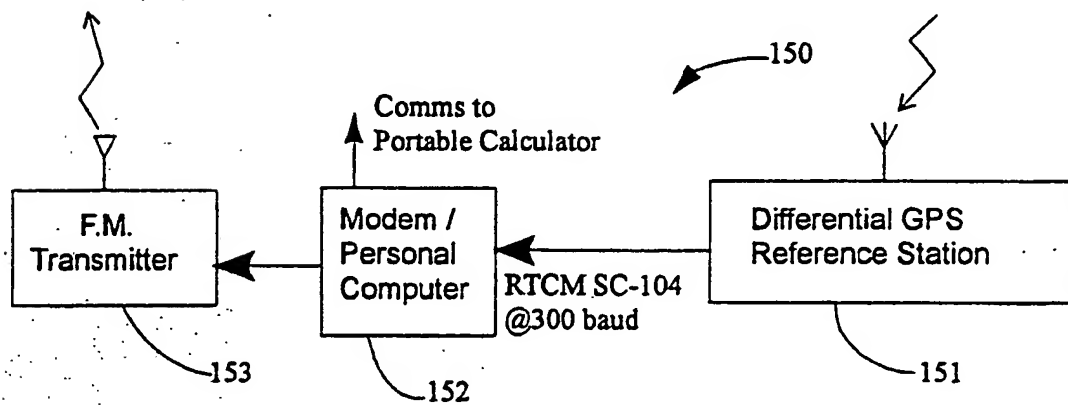 150
Comms to
Portable Calculator
F.M.
Transmitter
Modem /
Personal
Computer
RTCM SC-104
@300 baud
Differential GPS
Reference Station
153
152
151